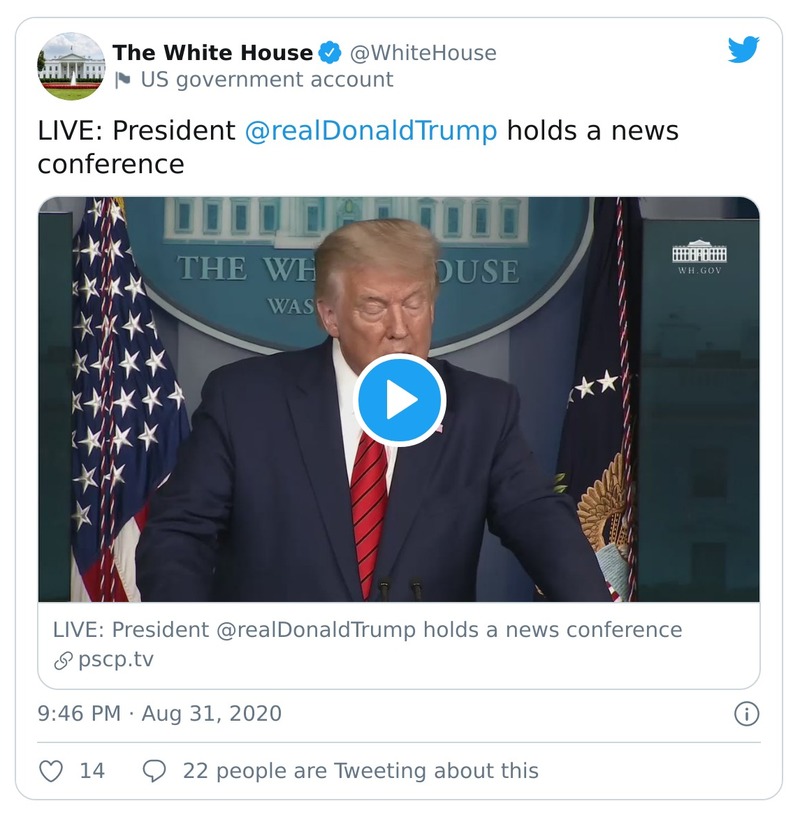 The White House @WhiteHouse
US government account
LIVE: President @realDonaldTrump holds a news
conference
THE WH OUSE
WAS
WH.GOV
LIVE: President @realDonaldTrump holds a news conference
pscp.tv
9:46 PM · Aug 31, 2020
14 22 people are Tweeting about this